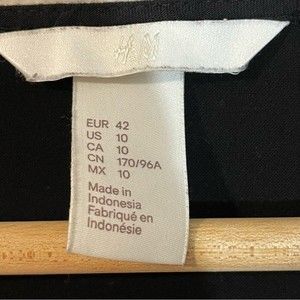 H&M
EUR 42
US 10
CA 10
CN 170/96A
MX 10
Made in
Indonesia
Fabriqué en
Indonésie